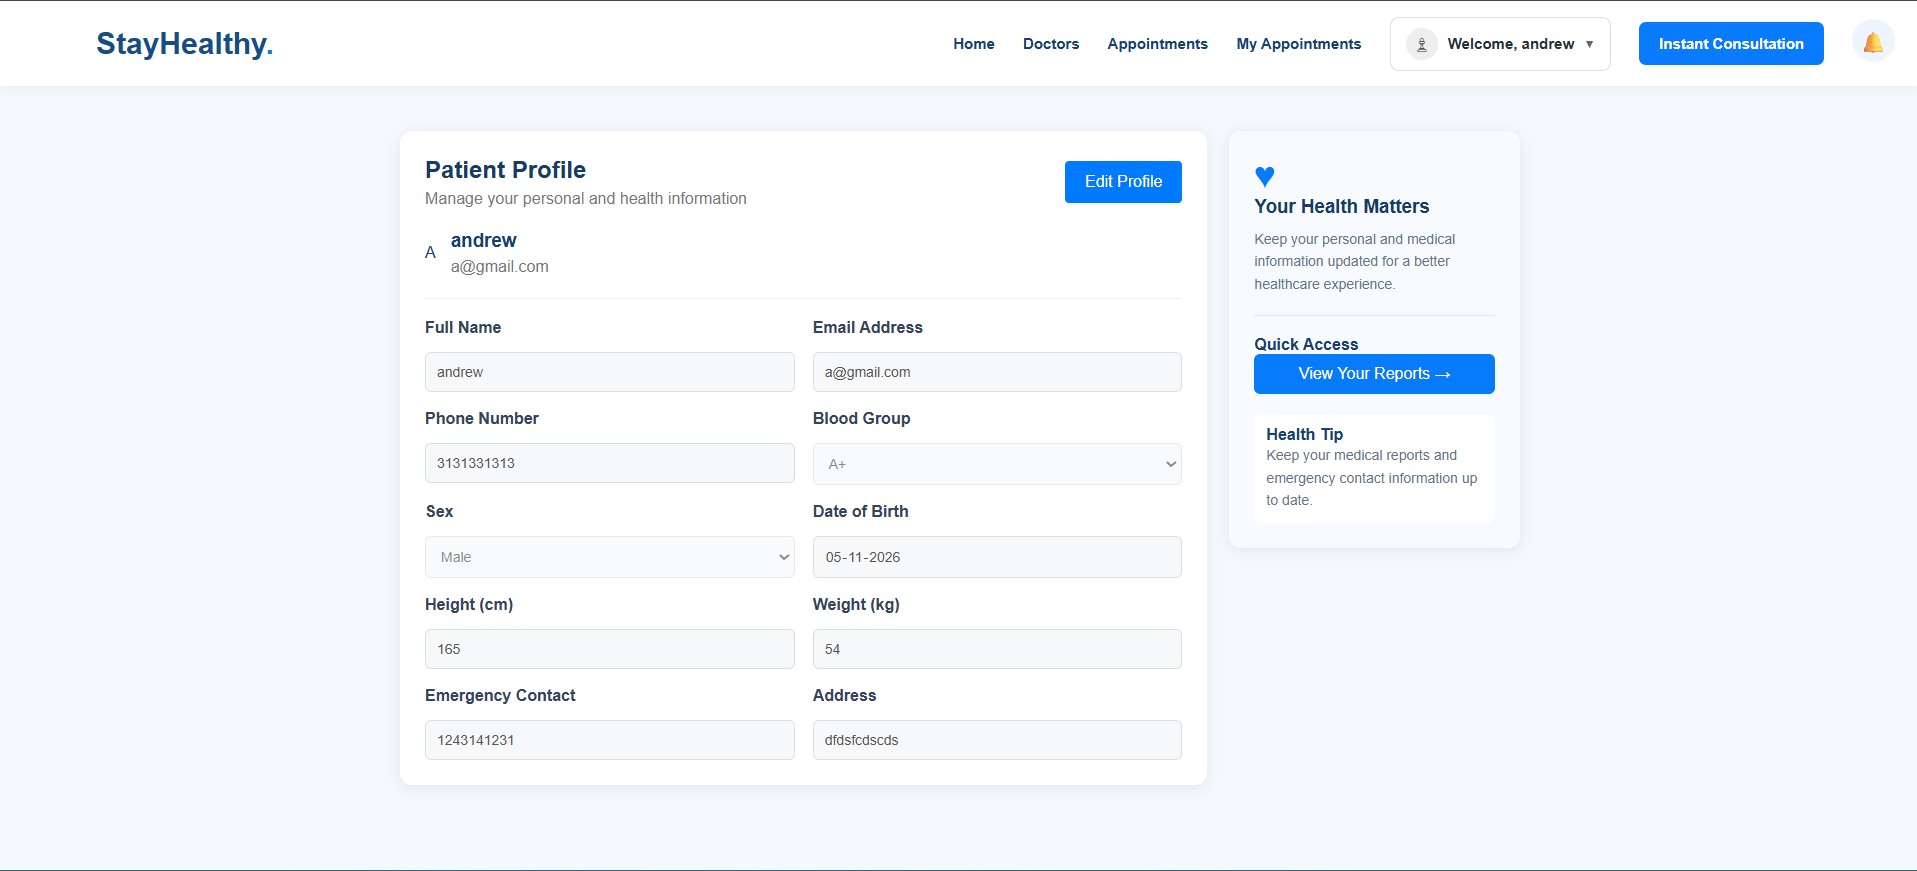 StayHealthy.
Home
Doctors
Appointments
My Appointments
Welcome, andrew ▼
Instant Consultation
Patient Profile
Manage your personal and health information
Edit Profile
A
andrew
a@gmail.com
Full Name
Email Address
andrew
a@gmail.com
Phone Number
Blood Group
3131331313
A+
Sex
Date of Birth
Male
05-11-2026
Height (cm)
Weight (kg)
165
54
Emergency Contact
Address
1243141231
dfdsfcdscds
Your Health Matters
Keep your personal and medical
information updated for a better
healthcare experience.
Quick Access
View Your Reports →
Health Tip
Keep your medical reports and
emergency contact information up
to date.